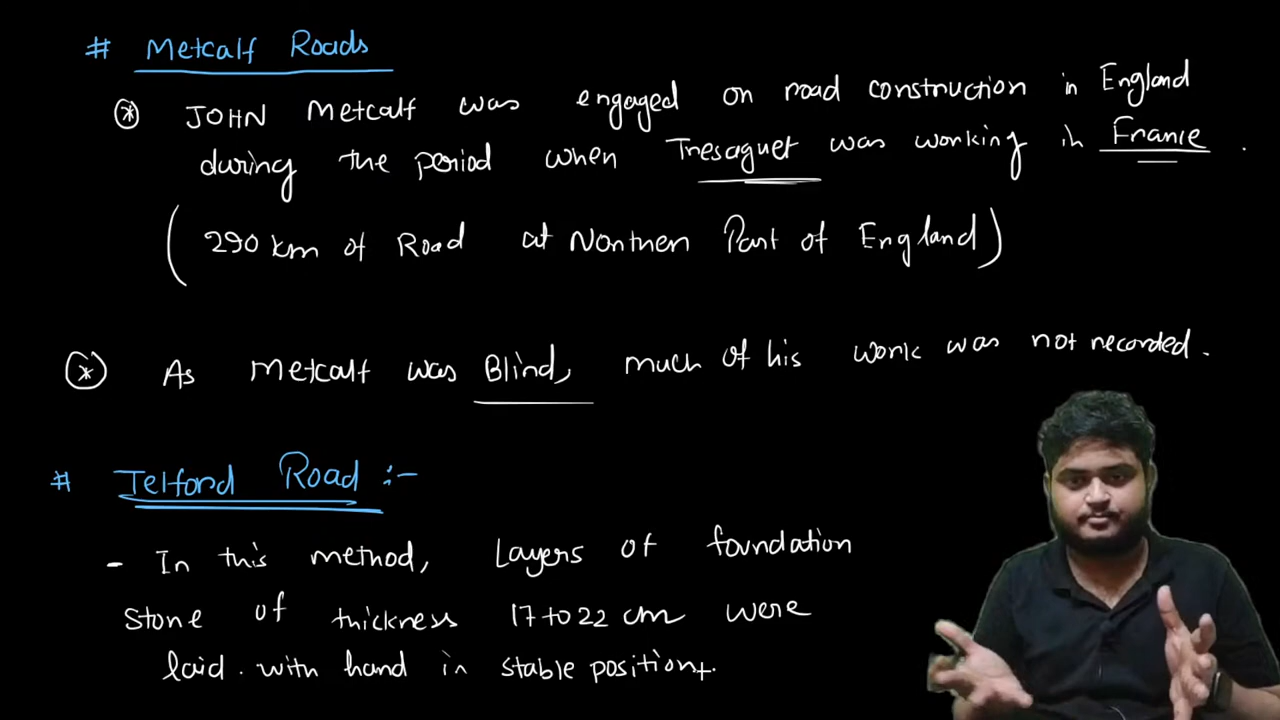 # Metcalf Roads
* JOHN Metcalf was engaged on road construction in England
during the period when Tresaguet was working in France.
(290 km of Road at Northen Part of England)
* As Metcalf was Blind, much of his work was not recorded.
# Telford Road :-
- In this method, Layers of foundation
stone of thickness 17 to 22 cm were
laid. with hand in stable position.